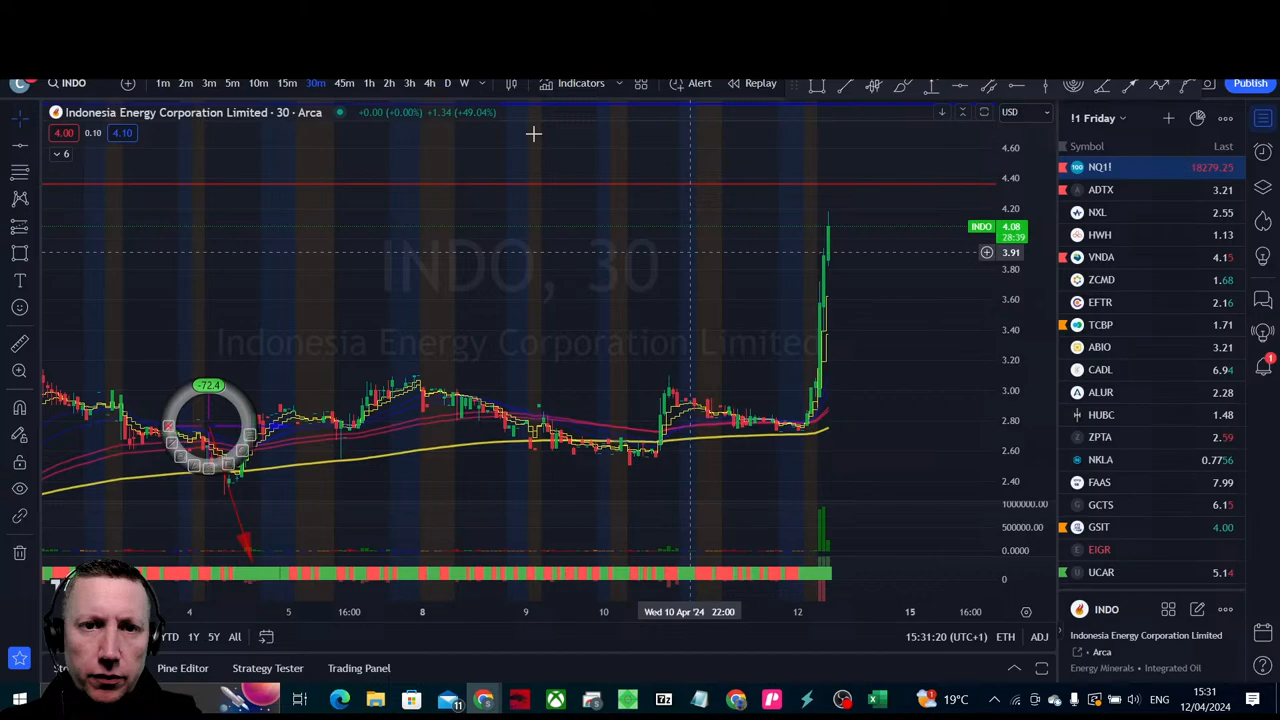 C INDO 1m 2m 3m 5m 10m 15m 30m 45m 1h 2h 3h 4h D W Indicators Alert Replay Publish
Indonesia Energy Corporation Limited · 30 · Arca +0.00 (+0.00%) +1.34 (+49.04%) USD
4.00 0.10 4.10
6
INDO, 30
Indonesia Energy Corporation Limited
-72.4
4.60
4.40
4.20
INDO 4.08
28:39
3.91
3.80
3.60
3.40
3.20
3.00
2.80
2.60
2.40
1000000.00
500000.00
0.0000
0
4 5 16:00 8 9 10 Wed 10 Apr '24 22:00 12 15 16:00
YTD 1Y 5Y All 15:31:20 (UTC+1) ETH ADJ
Pine Editor Strategy Tester Trading Panel
!1 Friday
Symbol Last
NQ1! 18279.25
ADTX 3.21
NXL 2.55
HWH 1.13
VNDA 4.15
ZCMD 1.68
EFTR 2.16
TCBP 1.71
ABIO 3.21
CADL 6.94
ALUR 2.28
HUBC 1.48
ZPTA 2.59
NKLA 0.7756
FAAS 7.99
GCTS 6.15
GSIT 4.00
EIGR
UCAR 5.14
INDO
Indonesia Energy Corporation Limited
Arca
Energy Minerals • Integrated Oil
1
11 7z 1 19°C ENG 15:31
12/04/2024